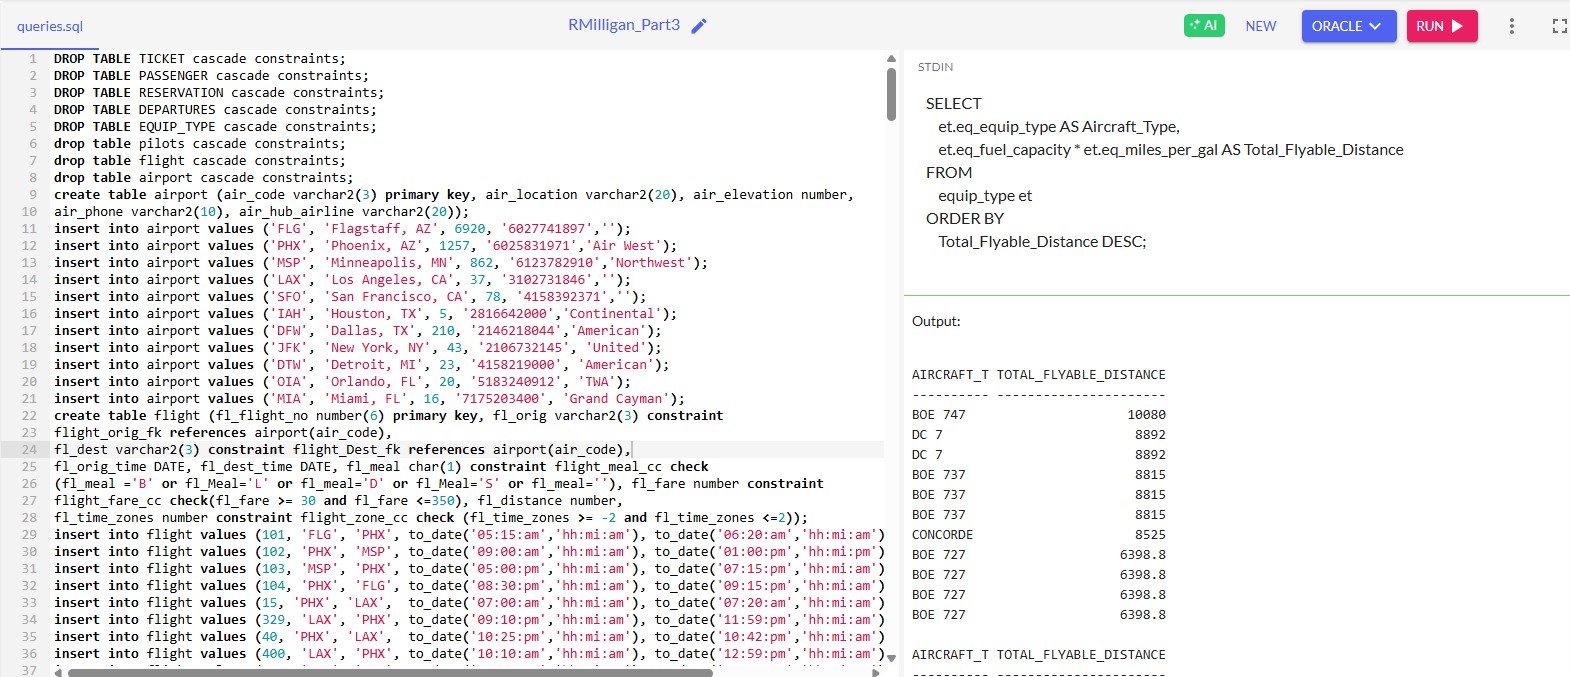 queries.sql
RMilligan_Part3
AI
NEW
ORACLE
RUN
1 DROP TABLE TICKET cascade constraints;
2 DROP TABLE PASSENGER cascade constraints;
3 DROP TABLE RESERVATION cascade constraints;
4 DROP TABLE DEPARTURES cascade constraints;
5 DROP TABLE EQUIP_TYPE cascade constraints;
6 drop table pilots cascade constraints;
7 drop table flight cascade constraints;
8 drop table airport cascade constraints;
9 create table airport (air_code varchar2(3) primary key, air_location varchar2(20), air_elevation number,
10 air_phone varchar2(10), air_hub_airline varchar2(20));
11 insert into airport values ('FLG', 'Flagstaff, AZ', 6920, '6027741897','');
12 insert into airport values ('PHX', 'Phoenix, AZ', 1257, '6025831971','Air West');
13 insert into airport values ('MSP', 'Minneapolis, MN', 862, '6123782910','Northwest');
14 insert into airport values ('LAX', 'Los Angeles, CA', 37, '3102731846','');
15 insert into airport values ('SFO', 'San Francisco, CA', 78, '4158392371','');
16 insert into airport values ('IAH', 'Houston, TX', 5, '2816642000','Continental');
17 insert into airport values ('DFW', 'Dallas, TX', 210, '2146218044','American');
18 insert into airport values ('JFK', 'New York, NY', 43, '2106732145', 'United');
19 insert into airport values ('DTW', 'Detroit, MI', 23, '4158219000', 'American');
20 insert into airport values ('OIA', 'Orlando, FL', 20, '5183240912', 'TWA');
21 insert into airport values ('MIA', 'Miami, FL', 16, '7175203400', 'Grand Cayman');
22 create table flight (fl_flight_no number(6) primary key, fl_orig varchar2(3) constraint
23 flight_orig_fk references airport(air_code),
24 fl_dest varchar2(3) constraint flight_Dest_fk references airport(air_code),
25 fl_orig_time DATE, fl_dest_time DATE, fl_meal char(1) constraint flight_meal_cc check
26 (fl_meal ='B' or fl_Meal='L' or fl_meal='D' or fl_Meal='S' or fl_meal=''), fl_fare number constraint
27 flight_fare_cc check(fl_fare >= 30 and fl_fare <=350), fl_distance number,
28 fl_time_zones number constraint flight_zone_cc check (fl_time_zones >= -2 and fl_time_zones <=2));
29 insert into flight values (101, 'FLG', 'PHX', to_date('05:15:am','hh:mi:am'), to_date('06:20:am','hh:mi:am')
30 insert into flight values (102, 'PHX', 'MSP', to_date('09:00:am','hh:mi:am'), to_date('01:00:pm','hh:mi:pm')
31 insert into flight values (103, 'MSP', 'PHX', to_date('05:00:pm','hh:mi:am'), to_date('07:15:pm','hh:mi:am')
32 insert into flight values (104, 'PHX', 'FLG', to_date('08:30:pm','hh:mi:am'), to_date('09:15:pm','hh:mi:am')
33 insert into flight values (15, 'PHX', 'LAX', to_date('07:00:am','hh:mi:am'), to_date('07:20:am','hh:mi:am')
34 insert into flight values (329, 'LAX', 'PHX', to_date('09:10:pm','hh:mi:am'), to_date('11:59:pm','hh:mi:am')
35 insert into flight values (40, 'PHX', 'LAX', to_date('10:25:pm','hh:mi:am'), to_date('10:42:pm','hh:mi:am')
36 insert into flight values (400, 'LAX', 'PHX', to_date('10:10:am','hh:mi:am'), to_date('12:59:pm','hh:mi:am')
37
STDIN
SELECT
et.eq_equip_type AS Aircraft_Type,
et.eq_fuel_capacity * et.eq_miles_per_gal AS Total_Flyable_Distance
FROM
equip_type et
ORDER BY
Total_Flyable_Distance DESC;
Output:
AIRCRAFT_T TOTAL_FLYABLE_DISTANCE
---------- ----------------------
BOE 747 10080
DC 7 8892
DC 7 8892
BOE 737 8815
BOE 737 8815
BOE 737 8815
CONCORDE 8525
BOE 727 6398.8
BOE 727 6398.8
BOE 727 6398.8
BOE 727 6398.8
AIRCRAFT_T TOTAL_FLYABLE_DISTANCE
---------- ----------------------